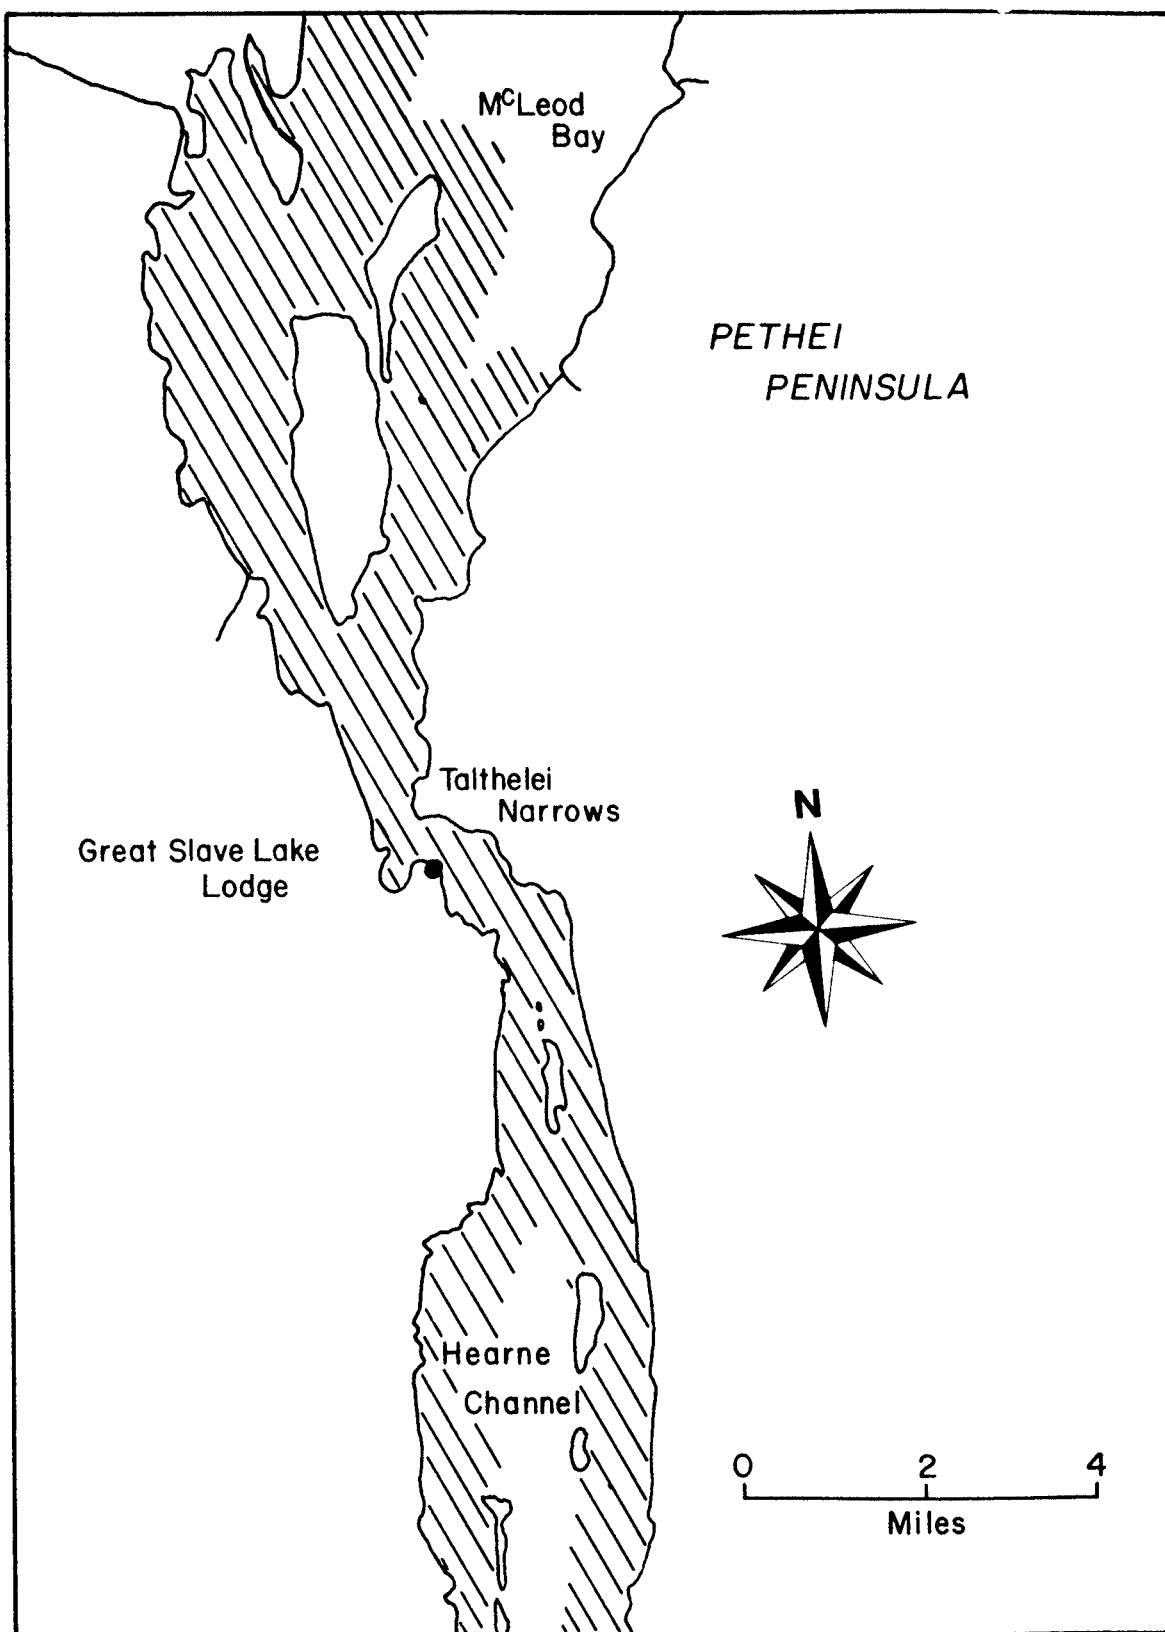 McLeod
Bay
PETHEI
PENINSULA
Talthelei
Narrows
Great Slave Lake
Lodge
N
Hearne
Channel
0 2 4
Miles